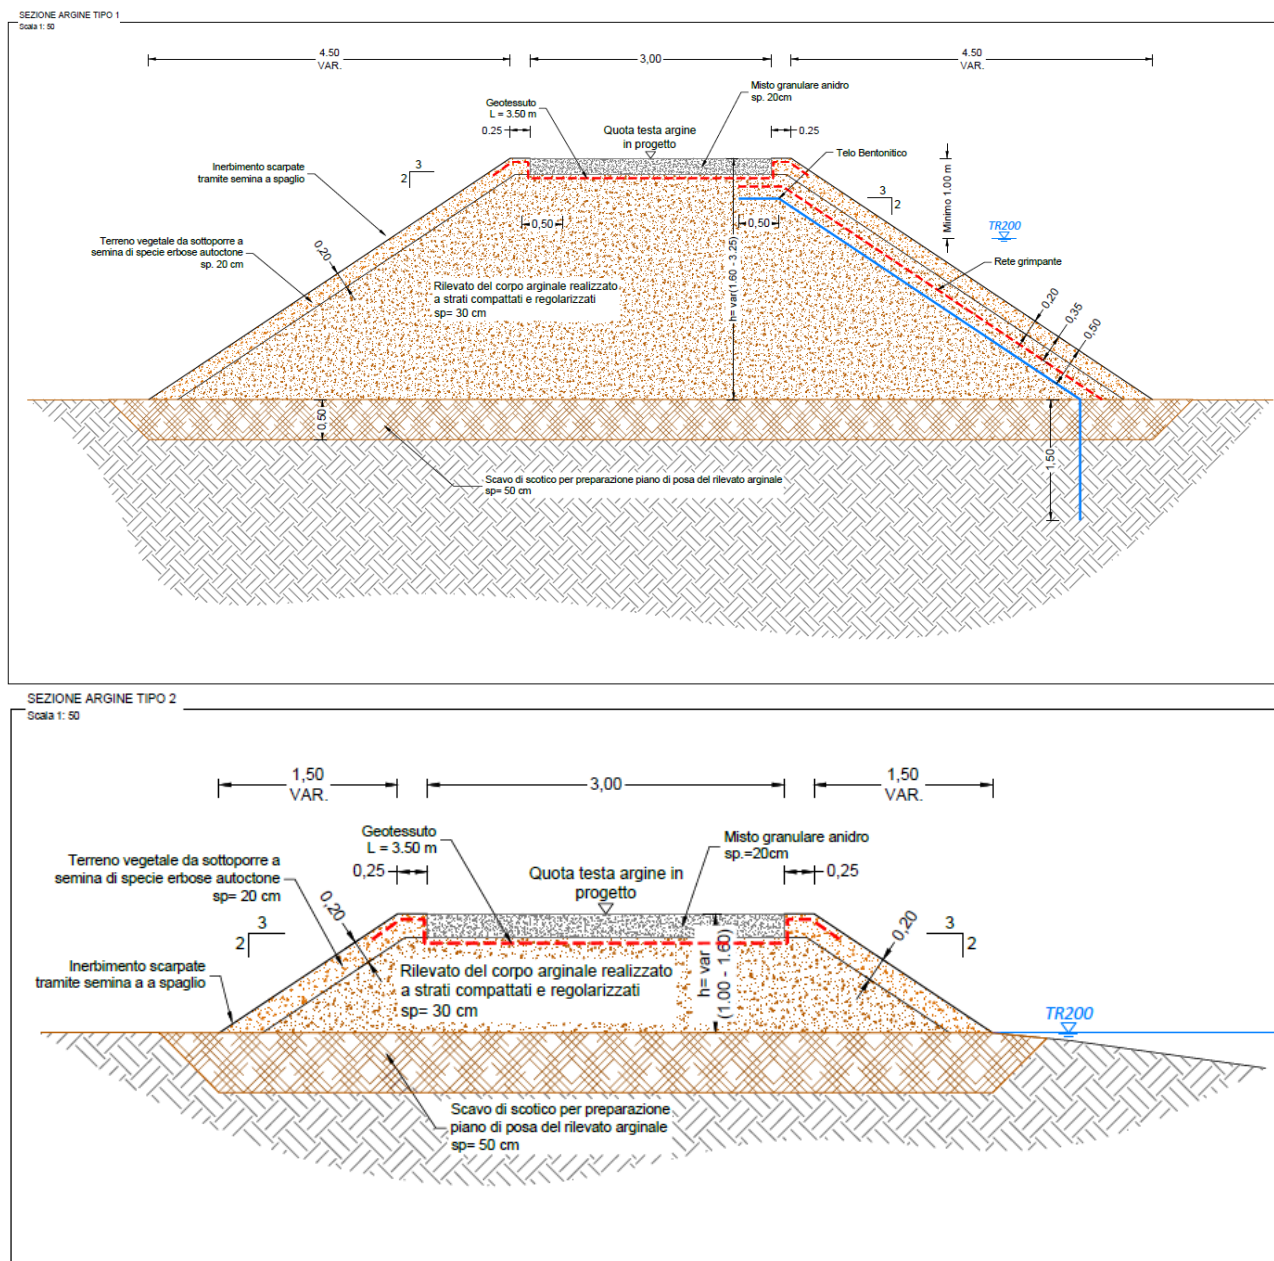 SEZIONE ARGINE TIPO 1
Scala 1: 50
4.50
VAR.
3,00
4.50
VAR.
Misto granulare anidro
sp. 20cm
Geotessuto
L = 3.50 m
0.25
Quota testa argine
in progetto
0.25
Telo Bentonitico
Inerbimento scarpate
tramite semina a spaglio
3
2
3
2
Minimo 1.00 m
TR200
0,50
0,50
Terreno vegetale da sottoporre a
semina di specie erbose autoctone
sp. 20 cm
0,20
Rete grimpante
Rilevato del corpo arginale realizzato
a strati compattati e regolarizzati
sp= 30 cm
h= var(1.60 - 3.25)
0,20
0,35
0,50
0,50
1,50
Scavo di scotico per preparazione piano di posa del rilevato arginale
sp= 50 cm
SEZIONE ARGINE TIPO 2
Scala 1: 50
1,50
VAR.
3,00
1,50
VAR.
Geotessuto
L = 3.50 m
Misto granulare anidro
sp.=20cm
Terreno vegetale da sottoporre a
semina di specie erbose autoctone
sp= 20 cm
0,25
Quota testa argine in
progetto
0,25
0,20
3
2
0,20
3
2
Inerbimento scarpate
tramite semina a a spaglio
Rilevato del corpo arginale realizzato
a strati compattati e regolarizzati
sp= 30 cm
h= var
(1.00 - 1.60)
TR200
Scavo di scotico per preparazione
piano di posa del rilevato arginale
sp= 50 cm